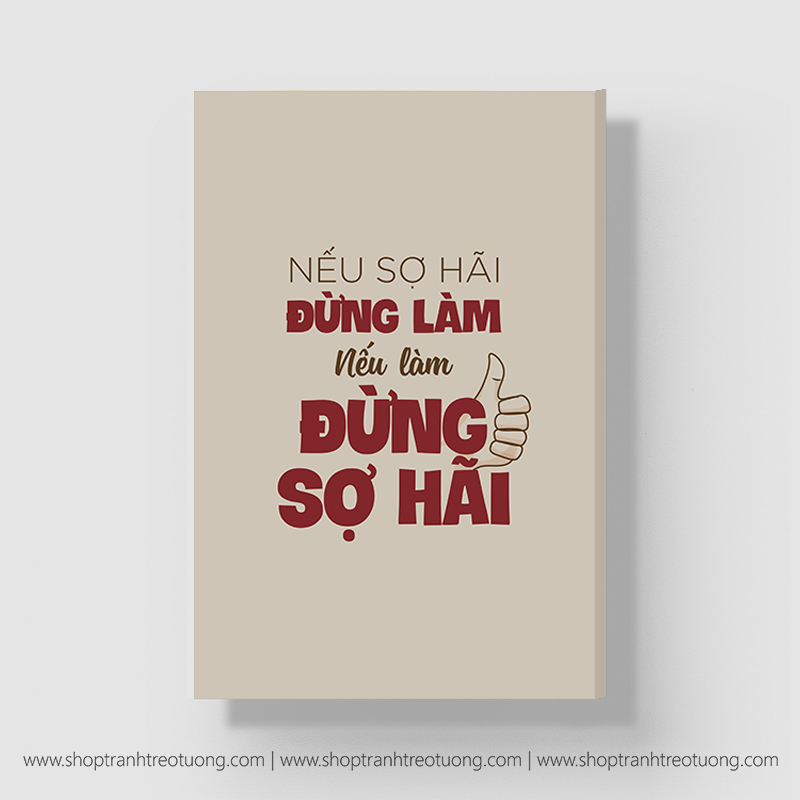 NẾU SỢ HÃI
ĐỪNG LÀM
Nếu làm
ĐỪNG
SỢ HÃI
www.shoptranhtreotuong.com | www.shoptranhtreotuong.com | www.shoptranhtreotuong.com